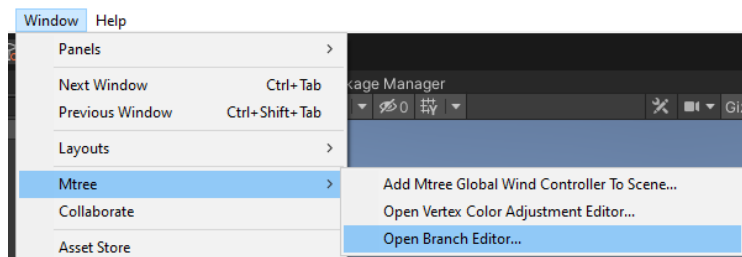 Window Help
Panels
Next Window Ctrl+Tab
Previous Window Ctrl+Shift+Tab
Layouts
Mtree
Collaborate
Asset Store
Manager
0
Add Mtree Global Wind Controller To Scene...
Open Vertex Color Adjustment Editor...
Open Branch Editor...